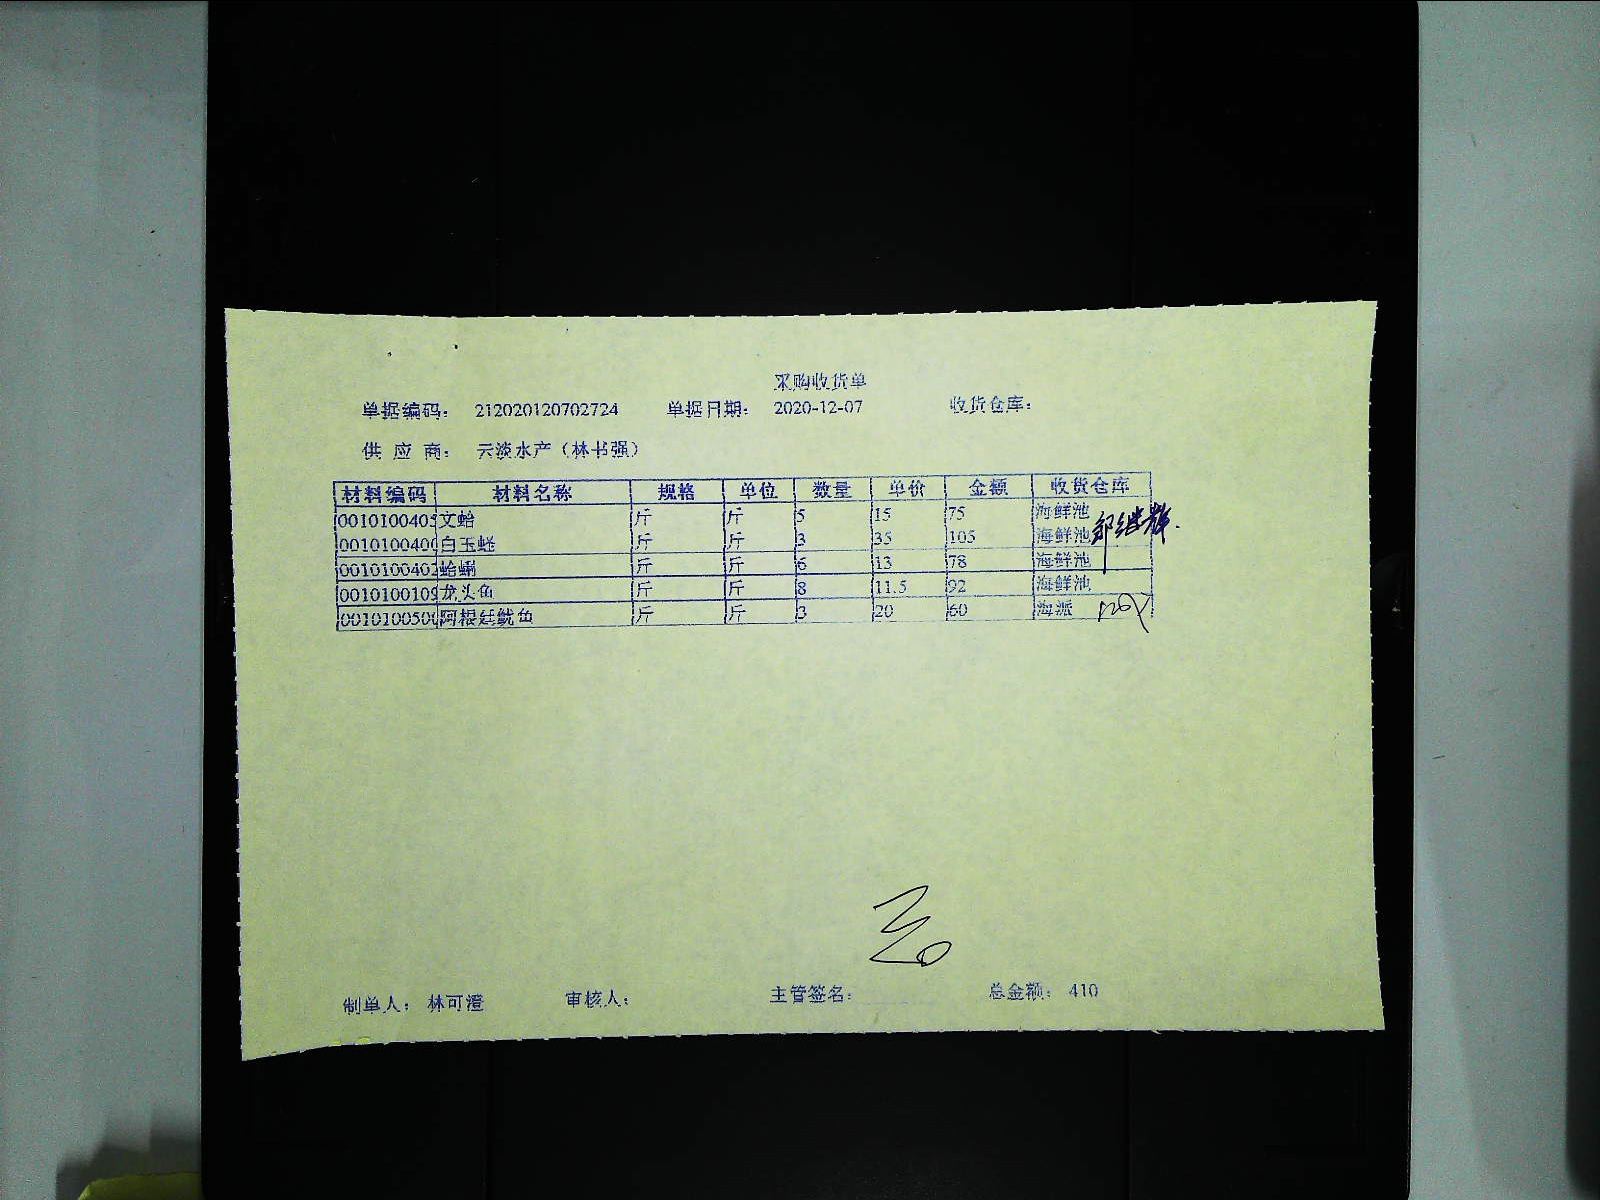 采购收货单
单据编码： 212020120702724 单据日期： 2020-12-07 收货仓库：
供 应 商： 云淡水产（林书强）
材料编码 材料名称 规格 单位 数量 单价 金额 收货仓库
0010100405 文蛤 斤 斤 5 15 75 海鲜池
001010040 白玉蛏 斤 斤 3 35 105 海鲜池
0010100402 蛤蜊 斤 斤 6 13 78 海鲜池
0010100109 龙头鱼 斤 斤 8 11.5 92 海鲜池
001010050 阿根廷鱿鱼 斤 斤 3 20 60 海派
制单人： 林可澄 审核人： 主管签名： 总金额： 410